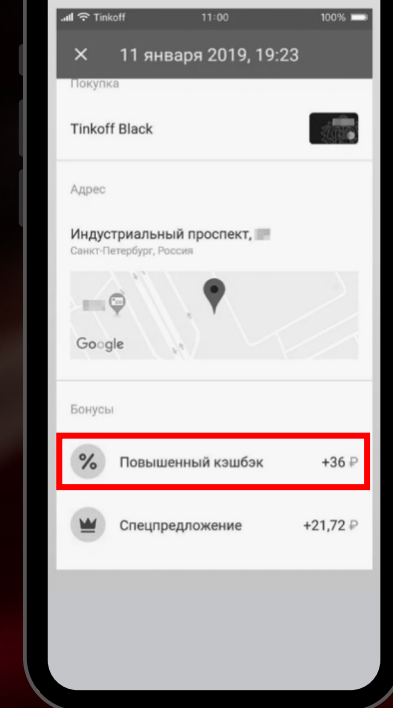 Tinkoff 11:00 100%
11 января 2019, 19:23
Покупка
Tinkoff Black
Адрес
Индустриальный проспект,
Санкт-Петербург, Россия
Google
Бонусы
% Повышенный кэшбэк +36 ₽
Спецпредложение +21,72 ₽